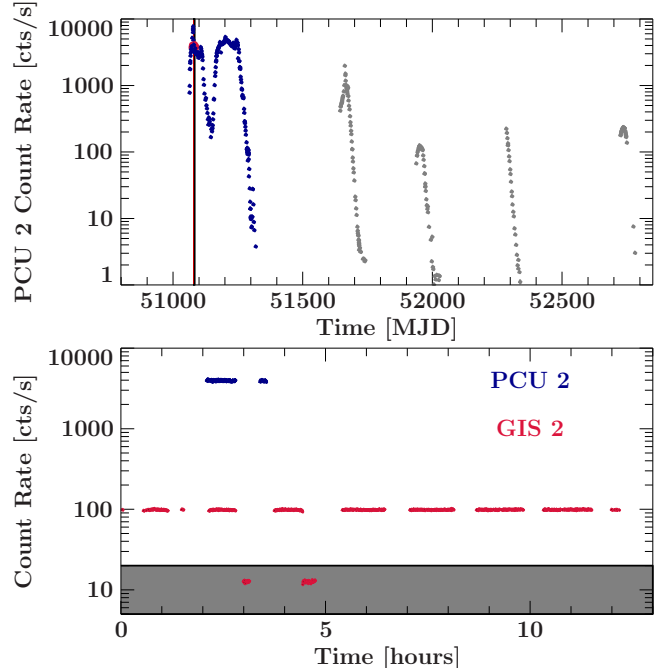 PCU 2 Count Rate [cts/s]
10000
1000
100
10
1
51000 51500 52000 52500
Time [MJD]
Count Rate [cts/s]
10000
1000
100
10
PCU 2
GIS 2
0 5 10
Time [hours]